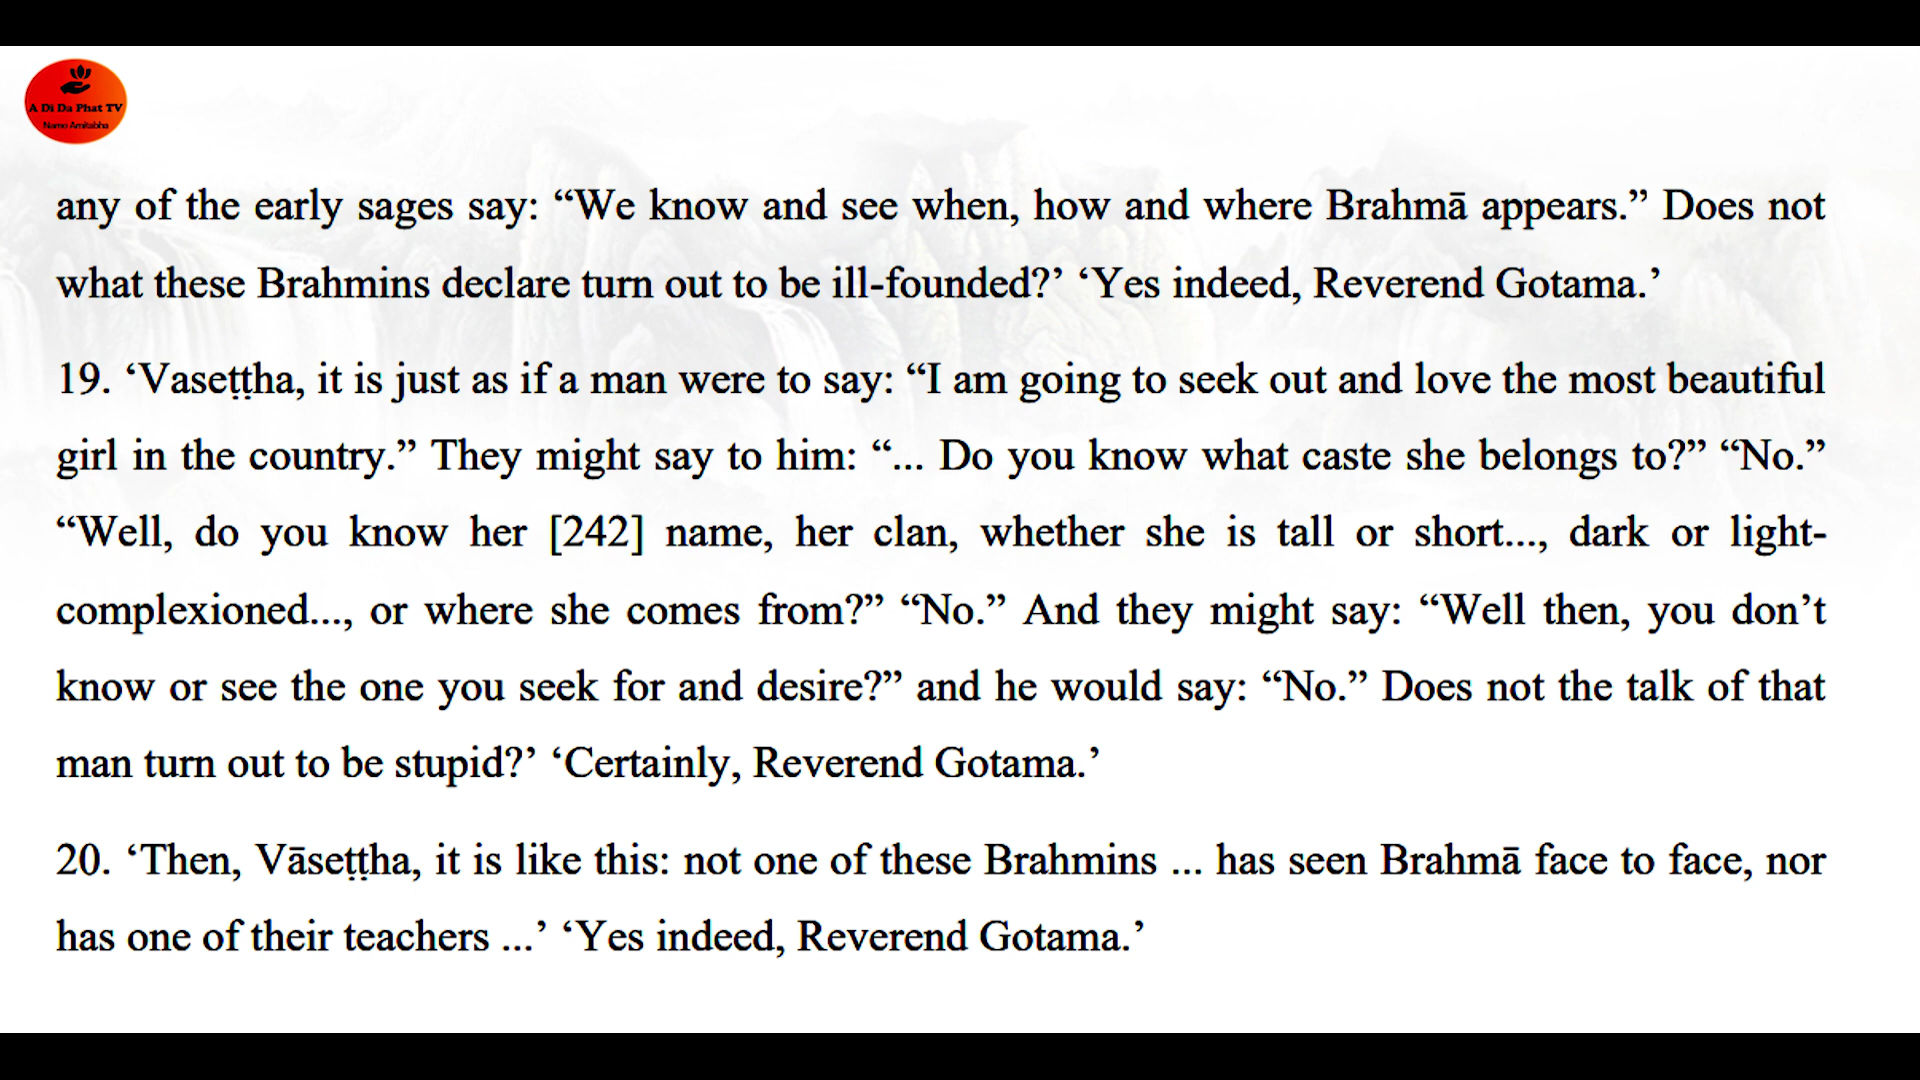 A Di Da Phat TV
Namo Amitabha
any of the early sages say: “We know and see when, how and where Brahmā appears.” Does not
what these Brahmins declare turn out to be ill-founded?’ ‘Yes indeed, Reverend Gotama.’
19. ‘Vaseṭṭha, it is just as if a man were to say: “I am going to seek out and love the most beautiful
girl in the country.” They might say to him: “... Do you know what caste she belongs to?” “No.”
“Well, do you know her [242] name, her clan, whether she is tall or short..., dark or light-
complexioned..., or where she comes from?” “No.” And they might say: “Well then, you don’t
know or see the one you seek for and desire?” and he would say: “No.” Does not the talk of that
man turn out to be stupid?’ ‘Certainly, Reverend Gotama.’
20. ‘Then, Vāseṭṭha, it is like this: not one of these Brahmins ... has seen Brahmā face to face, nor
has one of their teachers ...’ ‘Yes indeed, Reverend Gotama.’